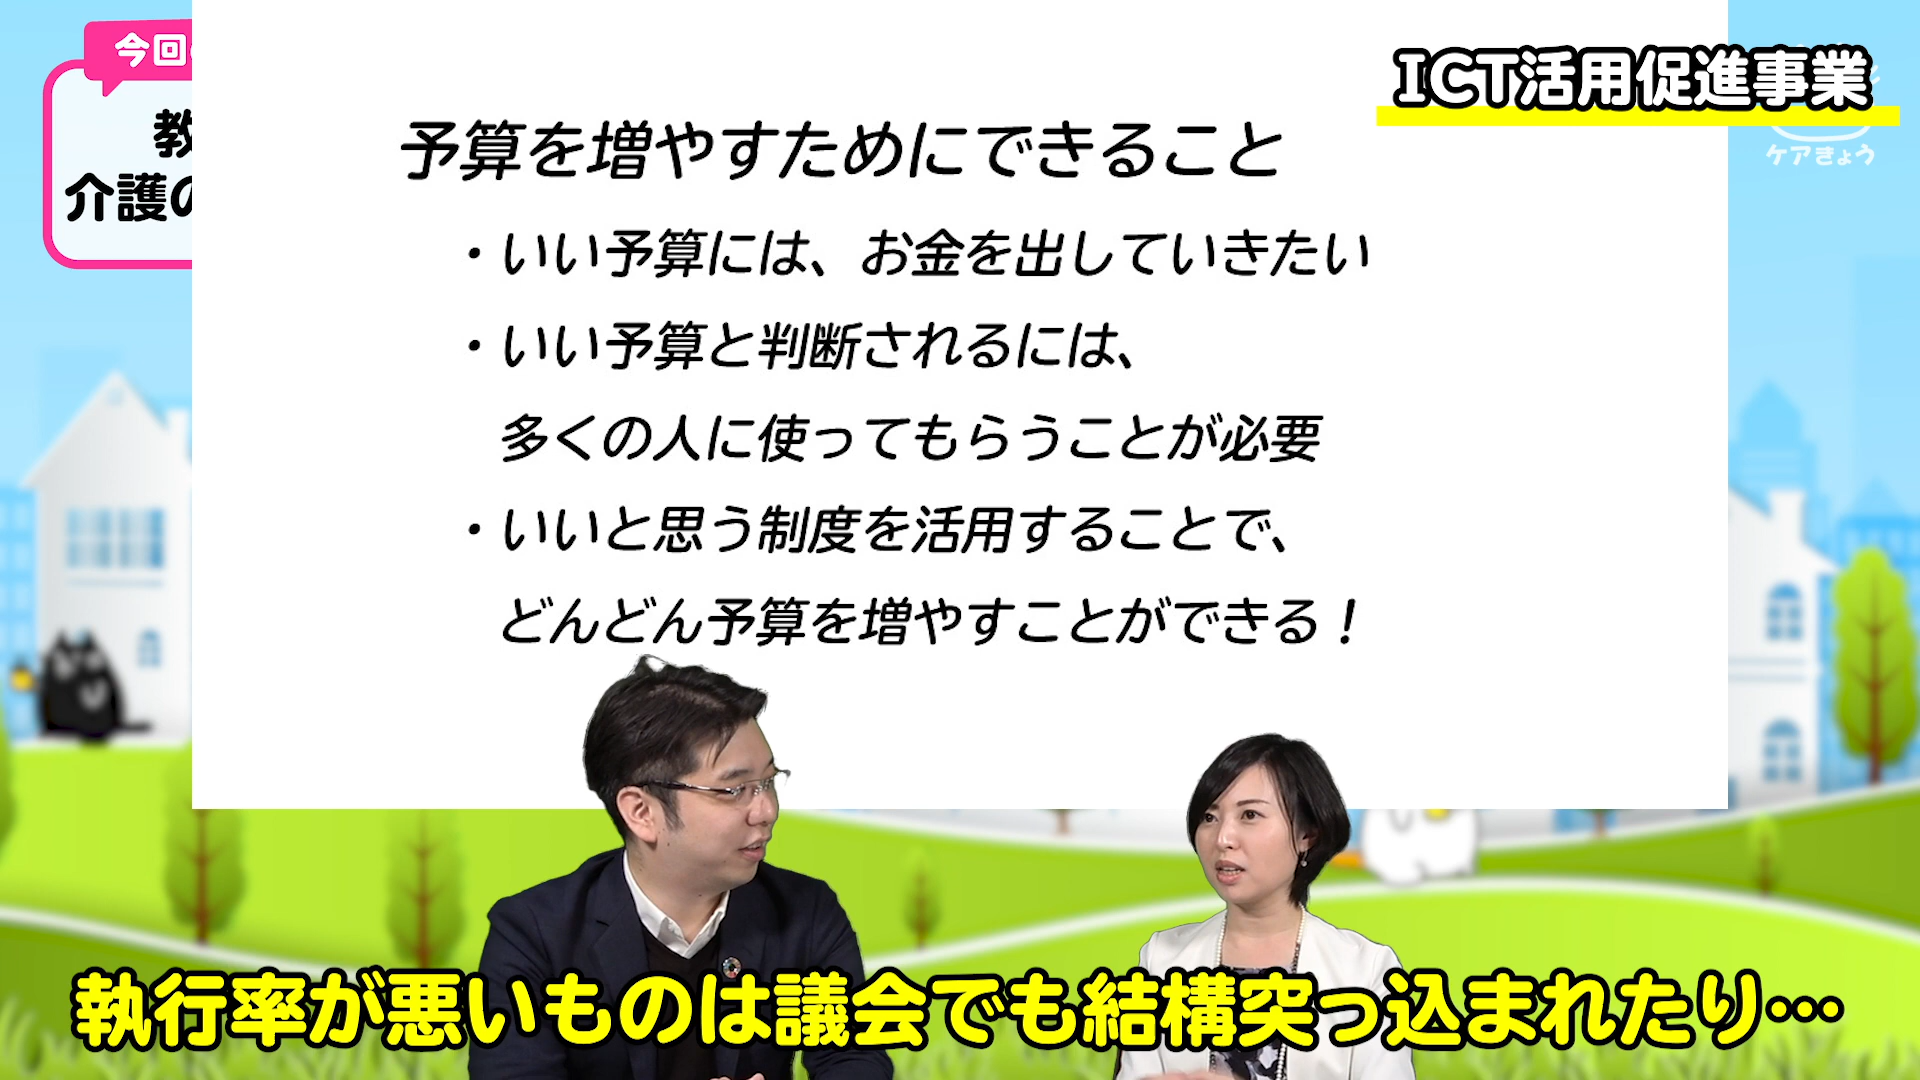 今回
教
介護の
ICT活用促進事業
ケアきょう
予算を増やすためにできること
・いい予算には、お金を出していきたい
・いい予算と判断されるには、
多くの人に使ってもらうことが必要
・いいと思う制度を活用することで、
どんどん予算を増やすことができる！
執行率が悪いものは議会でも結構突っ込まれたり…